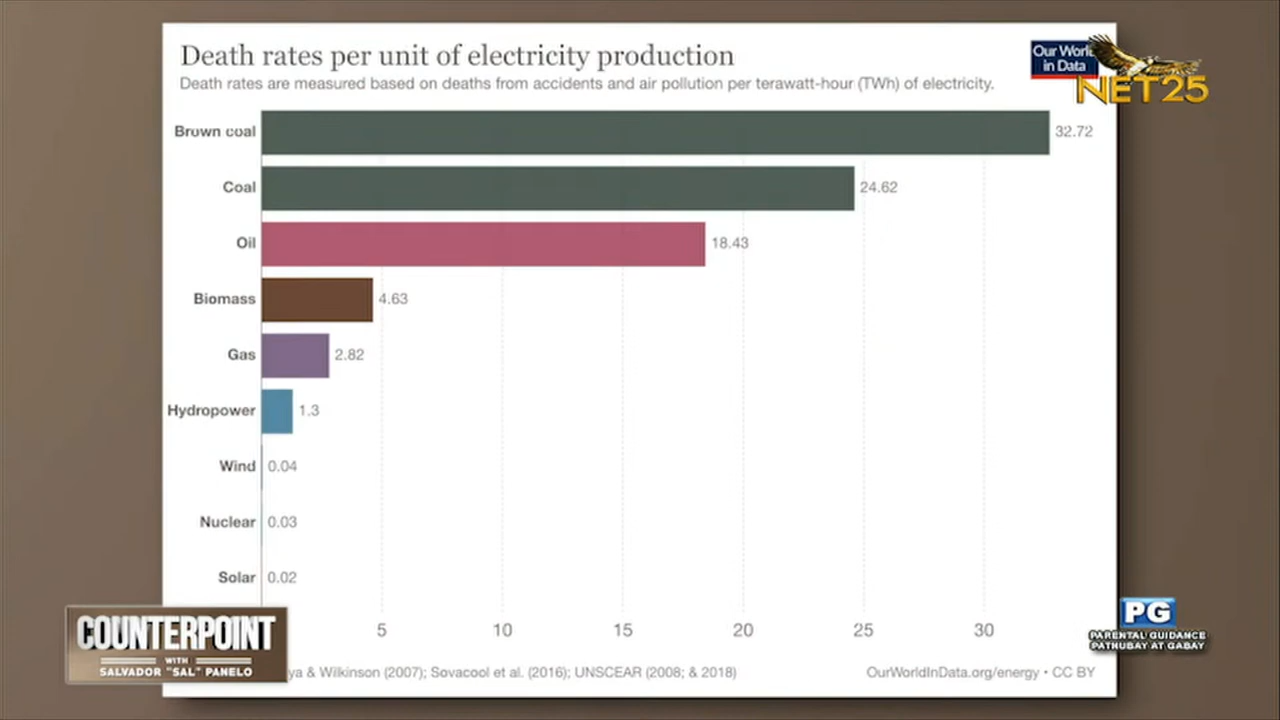 Death rates per unit of electricity production
Death rates are measured based on deaths from accidents and air pollution per terawatt-hour (TWh) of electricity.
Our World
in Data
NET25
Brown coal 32.72
Coal 24.62
Oil 18.43
Biomass 4.63
Gas 2.82
Hydropower 1.3
Wind 0.04
Nuclear 0.03
Solar 0.02
5 10 15 20 25 30
& Wilkinson (2007); Sovacool et al. (2016); UNSCEAR (2008; & 2018)
OurWorldInData.org/energy • CC BY
COUNTERPOINT
WITH
SALVADOR "SAL" PANELO
PG
PARENTAL GUIDANCE
PATNUBAY AT GABAY